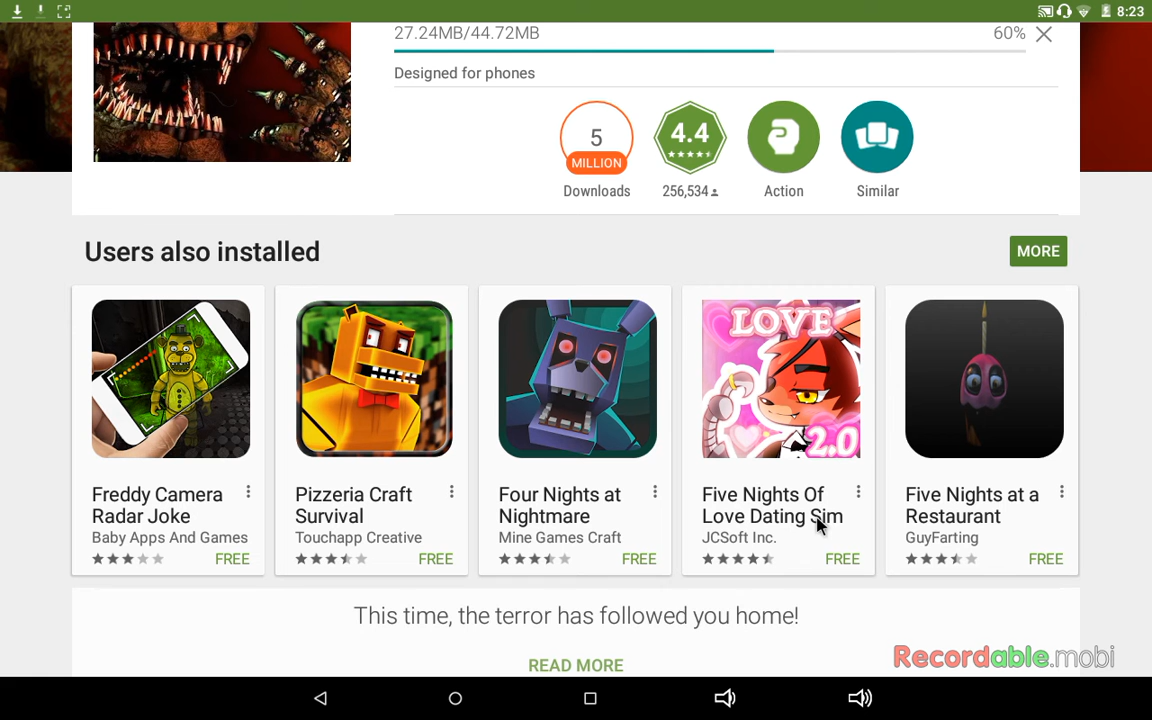 8:23
27.24MB/44.72MB 60%
Designed for phones
5
MILLION
4.4
Downloads 256,534 Action Similar
Users also installed
MORE
LOVE
2.0
Freddy Camera
Radar Joke
Baby Apps And Games
FREE
Pizzeria Craft
Survival
Touchapp Creative
FREE
Four Nights at
Nightmare
Mine Games Craft
FREE
Five Nights Of
Love Dating Sim
JCSoft Inc.
FREE
Five Nights at a
Restaurant
GuyFarting
FREE
This time, the terror has followed you home!
READ MORE
Recordable.mobi